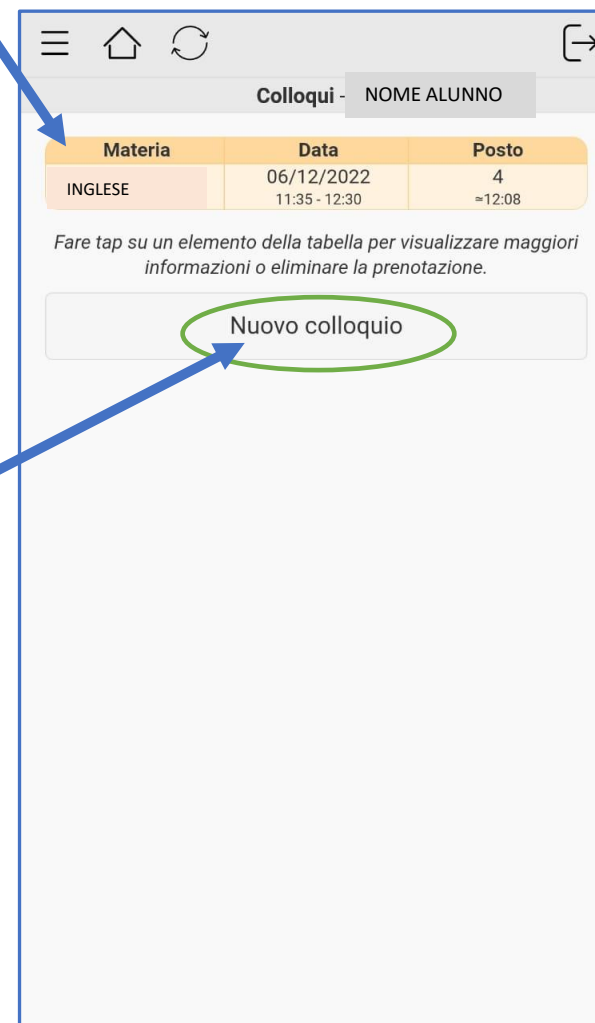 Colloqui - NOME ALUNNO
Materia Data Posto
INGLESE 06/12/2022 4
11:35 - 12:30 ≃12:08
Fare tap su un elemento della tabella per visualizzare maggiori
informazioni o eliminare la prenotazione.
Nuovo colloquio